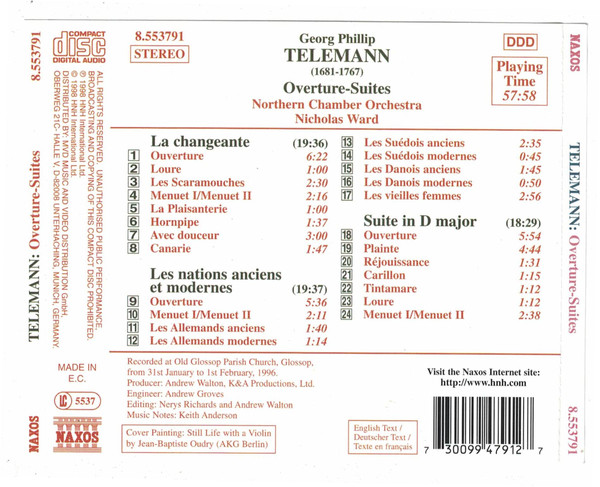 8.553791
COMPACT
disc
DIGITAL AUDIO
ALL RIGHTS RESERVED. UNAUTHORISED PUBLIC PERFORMANCE,
BROADCASTING AND COPYING OF THIS COMPACT DISC PROHIBITED.
℗ 1998 HNH International Ltd.
© 1998 HNH International Ltd.
DISTRIBUTED BY: MVD MUSIC AND VIDEO DISTRIBUTION GmbH,
OBERWEG 21C- HALLE V, D-82008 UNTERHACHING, MUNICH, GERMANY.
TELEMANN: Overture-Suites
MADE IN
E.C.
LC 5537
NAXOS
NAXOS
8.553791
STEREO
Georg Phillip
TELEMANN
(1681-1767)
Overture-Suites
Northern Chamber Orchestra
Nicholas Ward
DDD
Playing
Time
57:58
La changeante (19:36)
1 Ouverture 6:22
2 Loure 1:00
3 Les Scaramouches 2:30
4 Menuet I/Menuet II 2:16
5 La Plaisanterie 1:00
6 Hornpipe 1:37
7 Avec douceur 3:00
8 Canarie 1:47
Les nations anciens
et modernes (19:37)
9 Ouverture 5:36
10 Menuet I/Menuet II 2:11
11 Les Allemands anciens 1:40
12 Les Allemands modernes 1:14
13 Les Suédois anciens 2:35
14 Les Suédois modernes 0:45
15 Les Danois anciens 1:45
16 Les Danois modernes 0:50
17 Les vieilles femmes 2:56
Suite in D major (18:29)
18 Ouverture 5:54
19 Plainte 4:44
20 Réjouissance 1:31
21 Carillon 1:15
22 Tintamare 1:12
23 Loure 1:12
24 Menuet I/Menuet II 2:38
Recorded at Old Glossop Parish Church, Glossop,
from 31st January to 1st February, 1996.
Producer: Andrew Walton, K&A Productions, Ltd.
Engineer: Andrew Groves
Editing: Nerys Richards and Andrew Walton
Music Notes: Keith Anderson
Cover Painting: Still Life with a Violin
by Jean-Baptiste Oudry (AKG Berlin)
English Text /
Deutscher Text /
Texte en français
Visit the Naxos Internet site:
http://www.hnh.com
7 30099 47912 7
NAXOS
TELEMANN: Overture-Suites
8.553791